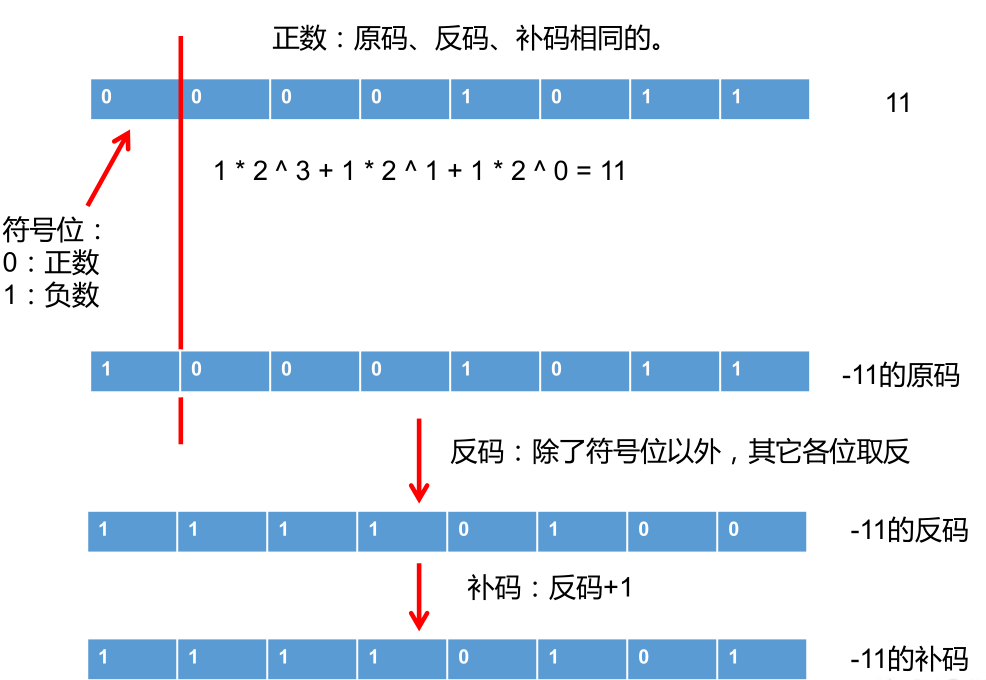 正数：原码、反码、补码相同的。
0 0 0 0 1 0 1 1 11
1 * 2 ^ 3 + 1 * 2 ^ 1 + 1 * 2 ^ 0 = 11
符号位：
0：正数
1：负数
1 0 0 0 1 0 1 1 -11的原码
反码：除了符号位以外，其它各位取反
1 1 1 1 0 1 0 0 -11的反码
补码：反码+1
1 1 1 1 0 1 0 1 -11的补码